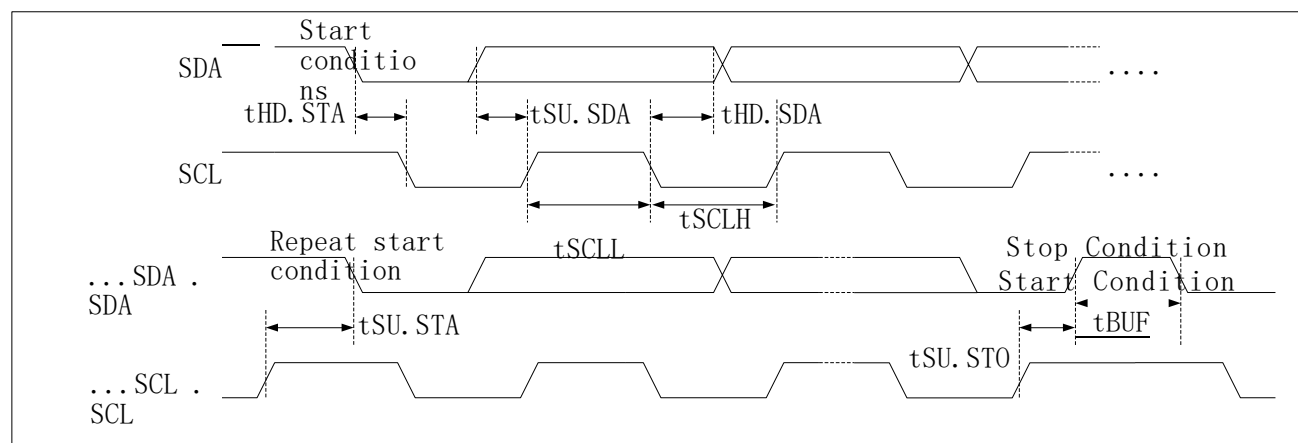 Start
conditio
ns
SDA
....
tHD.STA
tSU.SDA
tHD.SDA
SCL
....
tSCLH
tSCLL
Repeat start
condition
Stop Condition
Start Condition
...SDA .
SDA
tSU.STA
tBUF
tSU.STO
...SCL .
SCL